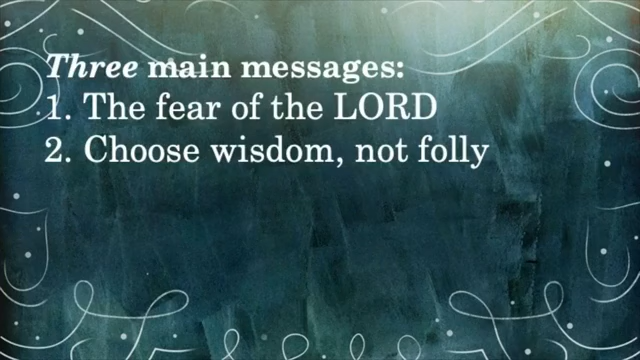 Three main messages:
1. The fear of the LORD
2. Choose wisdom, not folly